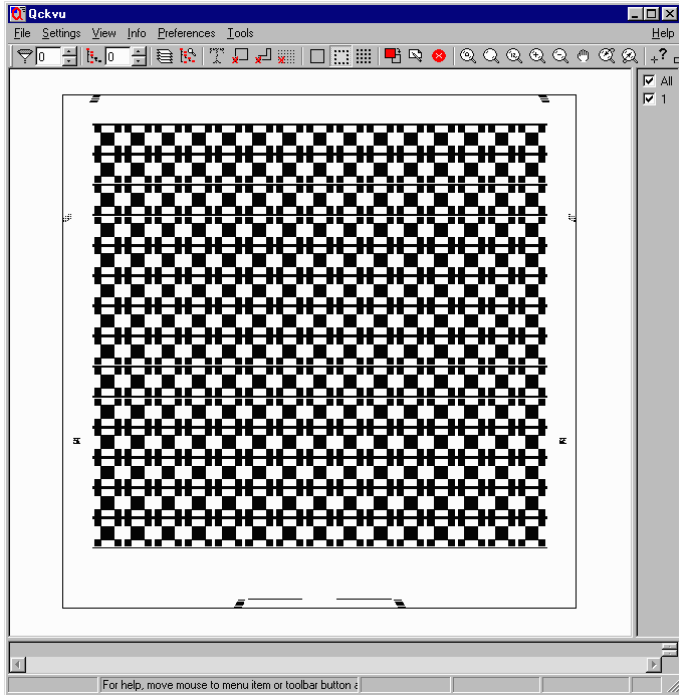 Qckvu
File Settings View Info Preferences Tools Help
0 0
All
1
For help, move mouse to menu item or toolbar button